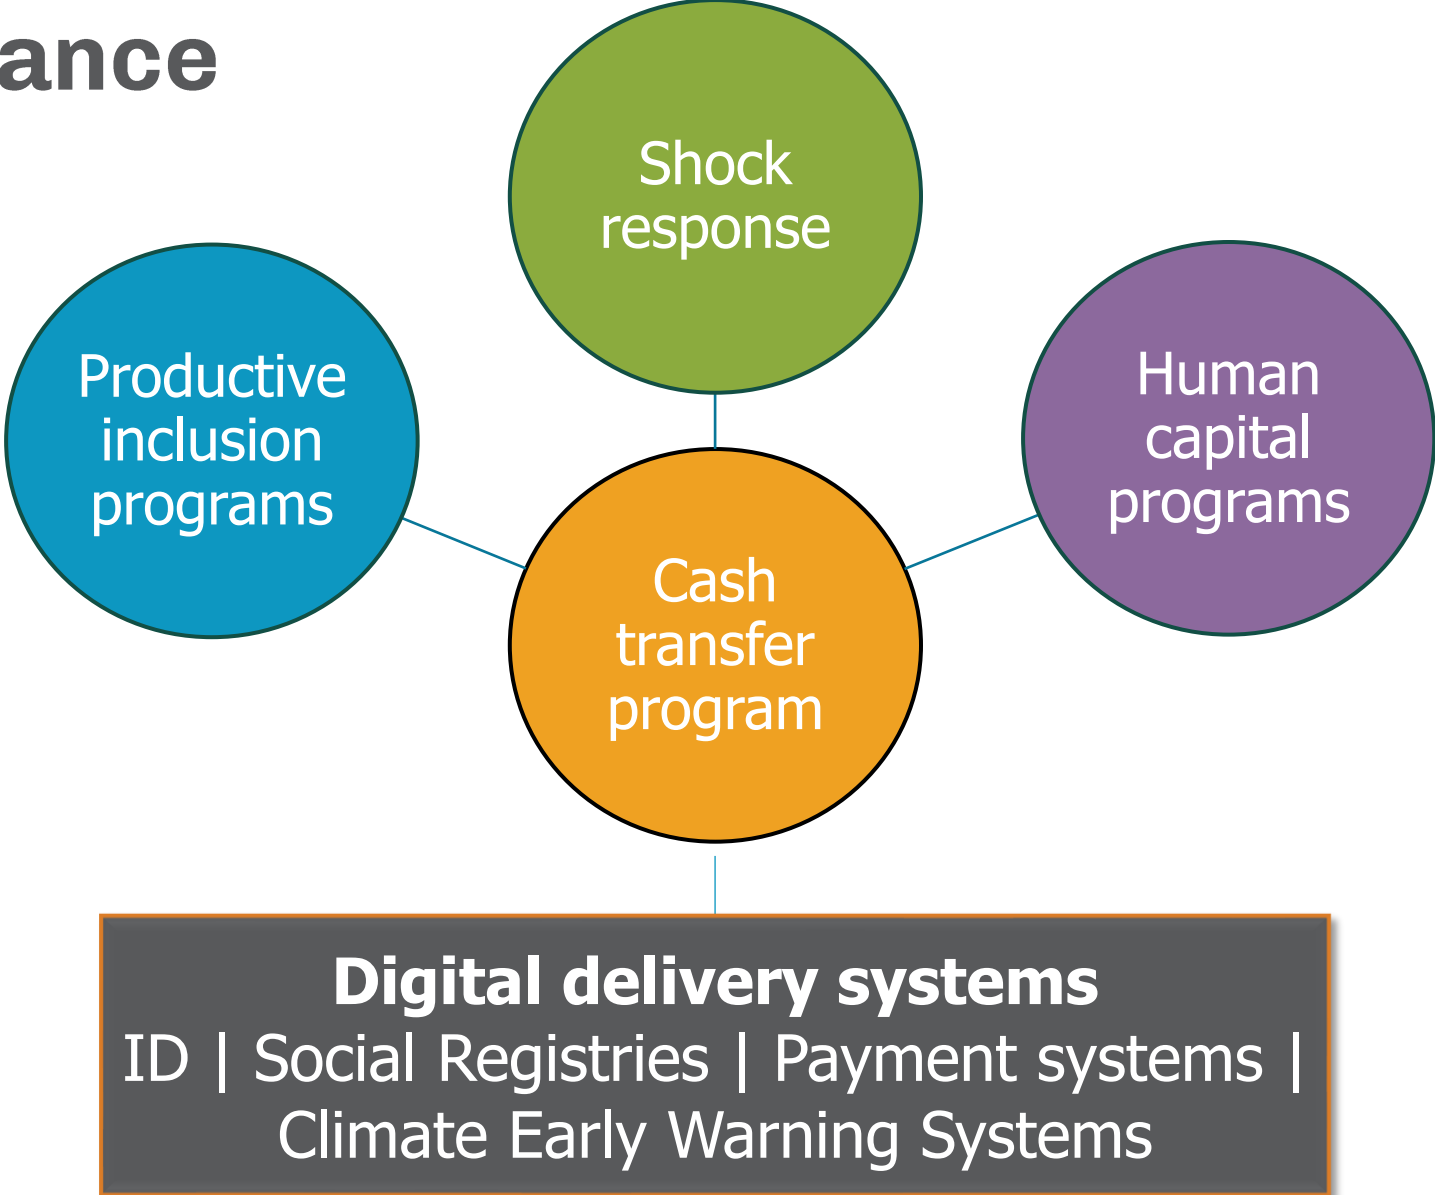 ance
Shock
response
Productive
inclusion
programs
Human
capital
programs
Cash
transfer
program
Digital delivery systems
ID | Social Registries | Payment systems |
Climate Early Warning Systems